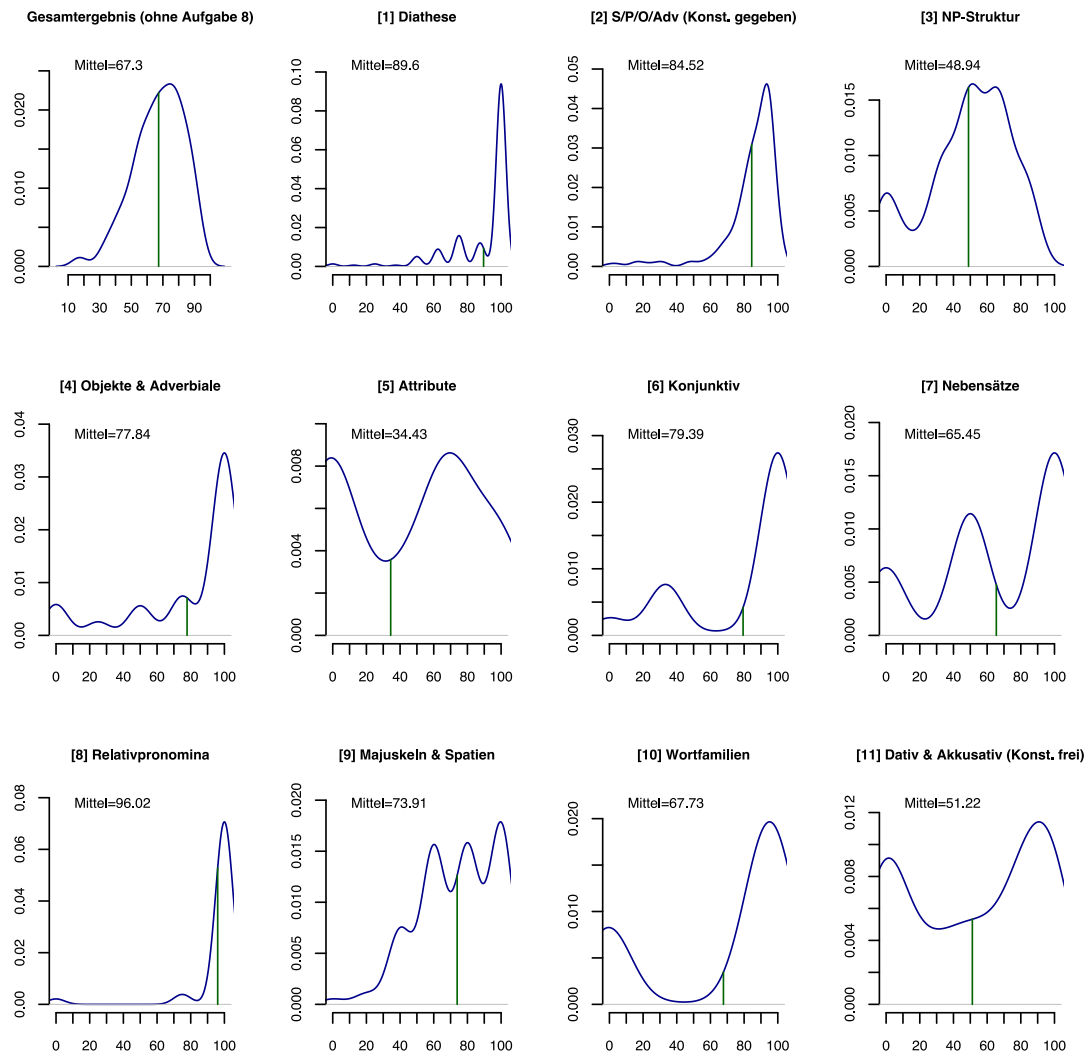 Gesamtergebnis (ohne Aufgabe 8)
Mittel=67.3
0.000 0.010 0.020
10 30 50 70 90
[1] Diathese
Mittel=89.6
0.00 0.02 0.04 0.06 0.08 0.10
0 20 40 60 80 100
[2] S/P/O/Adv (Konst. gegeben)
Mittel=84.52
0.00 0.01 0.02 0.03 0.04 0.05
0 20 40 60 80 100
[3] NP-Struktur
Mittel=48.94
0.000 0.005 0.010 0.015
0 20 40 60 80 100
[4] Objekte & Adverbiale
Mittel=77.84
0.00 0.01 0.02 0.03 0.04
0 20 40 60 80 100
[5] Attribute
Mittel=34.43
0.000 0.004 0.008
0 20 40 60 80 100
[6] Konjunktiv
Mittel=79.39
0.000 0.010 0.020 0.030
0 20 40 60 80 100
[7] Nebensätze
Mittel=65.45
0.000 0.005 0.010 0.015 0.020
0 20 40 60 80 100
[8] Relativpronomina
Mittel=96.02
0.00 0.02 0.04 0.06 0.08
0 20 40 60 80 100
[9] Majuskeln & Spatien
Mittel=73.91
0.000 0.005 0.010 0.015 0.020
0 20 40 60 80 100
[10] Wortfamilien
Mittel=67.73
0.000 0.010 0.020
0 20 40 60 80 100
[11] Dativ & Akkusativ (Konst. frei)
Mittel=51.22
0.000 0.004 0.008 0.012
0 20 40 60 80 100